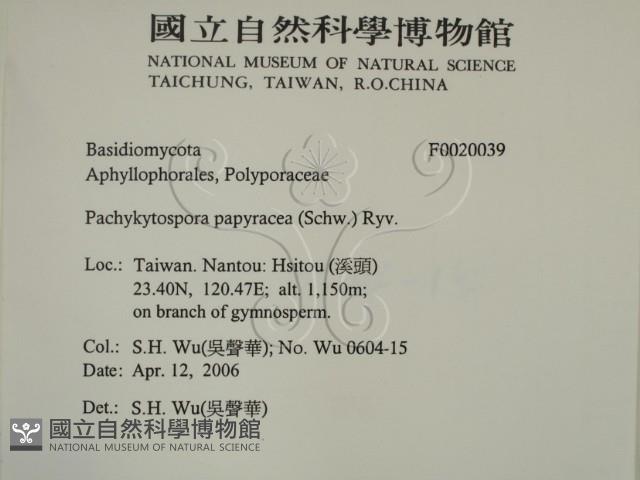 國立自然科學博物館
NATIONAL MUSEUM OF NATURAL SCIENCE
TAICHUNG, TAIWAN, R.O.CHINA
Basidiomycota F0020039
Aphyllophorales, Polyporaceae
Pachykytospora papyracea (Schw.) Ryv.
Loc.: Taiwan. Nantou: Hsitou (溪頭)
23.40N, 120.47E; alt. 1,150m;
on branch of gymnosperm.
Col.: S.H. Wu(吳聲華); No. Wu 0604-15
Date: Apr. 12, 2006
Det.: S.H. Wu(吳聲華)
國立自然科學博物館
NATIONAL MUSEUM OF NATURAL SCIENCE